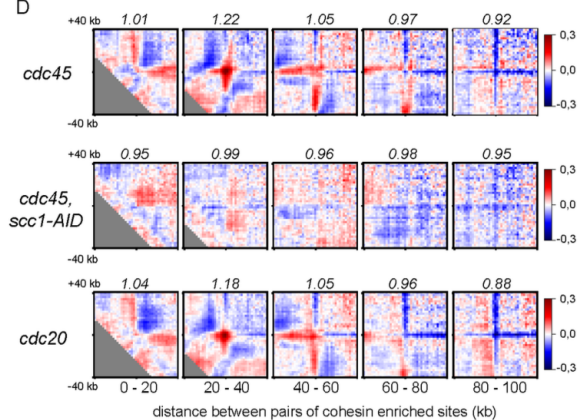 D
+40 kb
1.01 1.22 1.05 0.97 0.92
cdc45
0,3
0,0
-0,3
-40 kb
+40 kb
0.95 0.99 0.96 0.98 0.95
cdc45,
scc1-AID
0,3
0,0
-0,3
-40 kb
+40 kb
1.04 1.18 1.05 0.96 0.88
cdc20
0,3
0,0
-0,3
-40 kb
0 - 20 20 - 40 40 - 60 60 - 80 80 - 100
distance between pairs of cohesin enriched sites (kb)